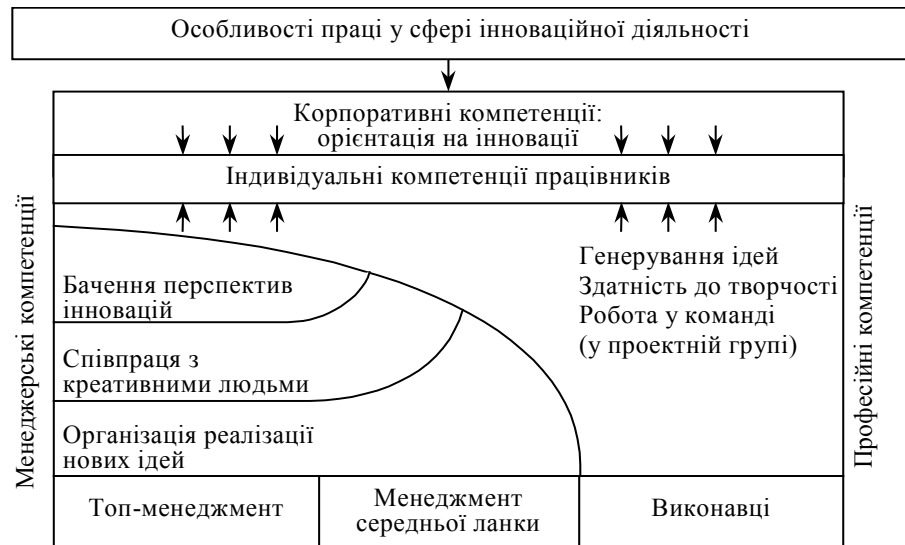 Особливості праці у сфері інноваційної діяльності
Корпоративні компетенції:
орієнтація на інновації
Індивідуальні компетенції працівників
Менеджерські компетенції
Бачення перспектив
інновацій
Співпраця з
креативними людьми
Організація реалізації
нових ідей
Генерування ідей
Здатність до творчості
Робота у команді
(у проектній групі)
Професійні компетенції
Топ-менеджмент
Менеджмент
середньої ланки
Виконавці